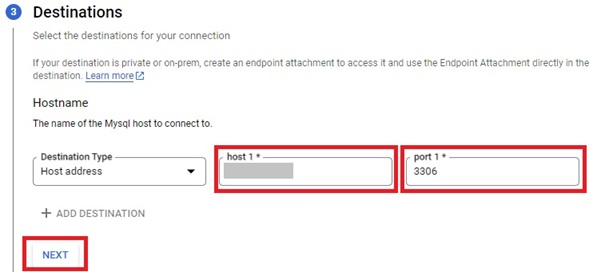 3 Destinations
Select the destinations for your connection
If your destination is private or on-prem, create an endpoint attachment to access it and use the Endpoint Attachment directly in the
destination. Learn more
Hostname
The name of the Mysql host to connect to.
Destination Type host 1 * port 1 *
Host address 3306
+ ADD DESTINATION
NEXT